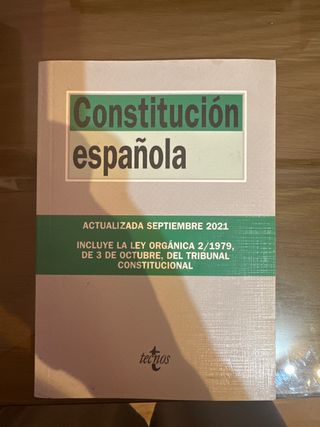 Constitución
española
ACTUALIZADA SEPTIEMBRE 2021
INCLUYE LA LEY ORGÁNICA 2/1979,
DE 3 DE OCTUBRE, DEL TRIBUNAL
CONSTITUCIONAL
tecnos